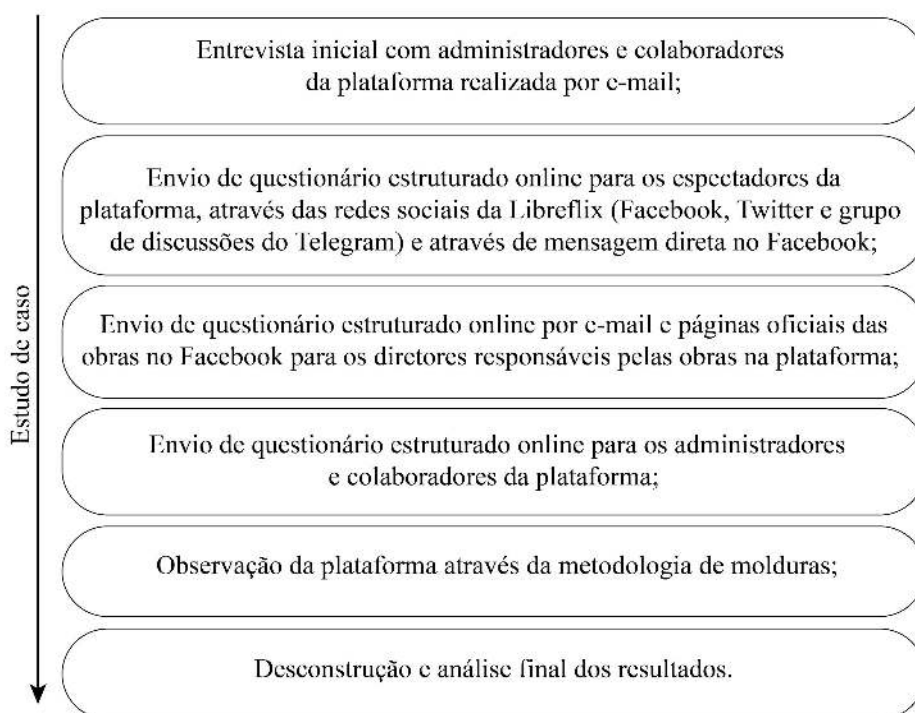 Estudo de caso
Entrevista inicial com administradores e colaboradores
da plataforma realizada por e-mail;
Envio de questionário estruturado online para os espectadores da
plataforma, através das redes sociais da Libreflix (Facebook, Twitter e grupo
de discussões do Telegram) e através de mensagem direta no Facebook;
Envio de questionário estruturado online por e-mail e páginas oficiais das
obras no Facebook para os diretores responsáveis pelas obras na plataforma;
Envio de questionário estruturado online para os administradores
e colaboradores da plataforma;
Observação da plataforma através da metodologia de molduras;
Desconstrução e análise final dos resultados.